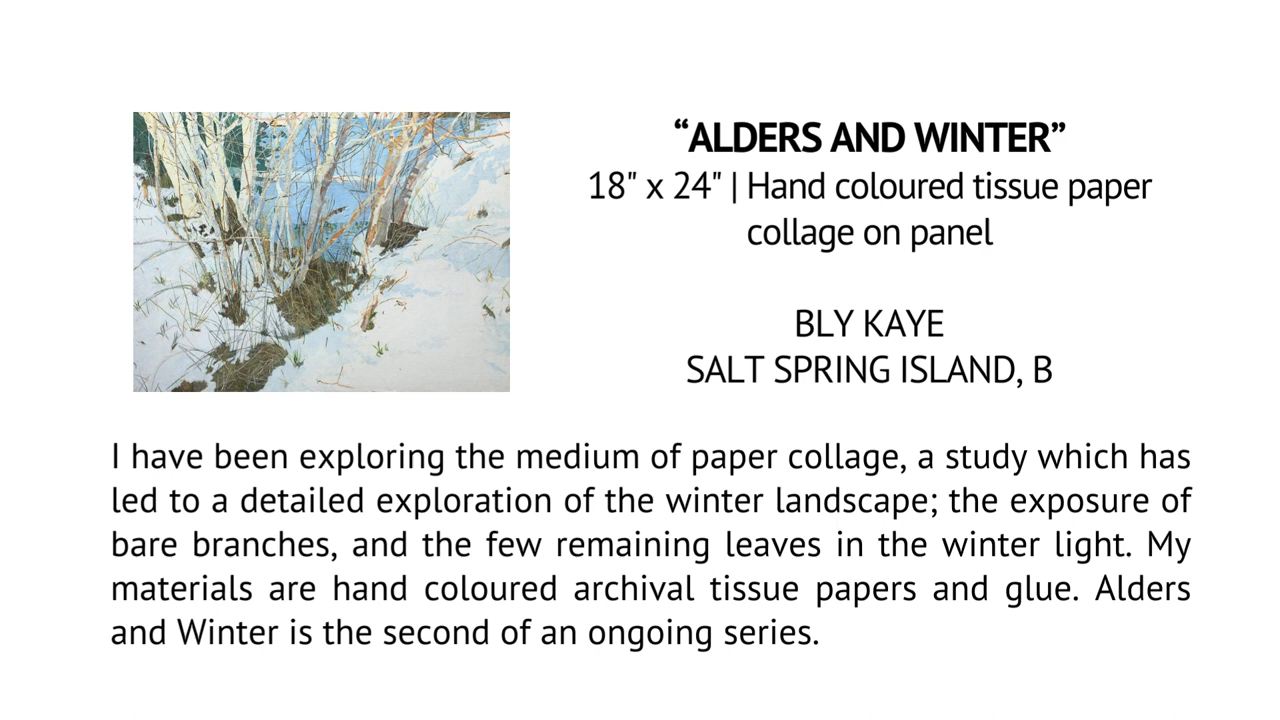 “ALDERS AND WINTER”
18" x 24" | Hand coloured tissue paper
collage on panel
BLY KAYE
SALT SPRING ISLAND, B
I have been exploring the medium of paper collage, a study which has
led to a detailed exploration of the winter landscape; the exposure of
bare branches, and the few remaining leaves in the winter light. My
materials are hand coloured archival tissue papers and glue. Alders
and Winter is the second of an ongoing series.